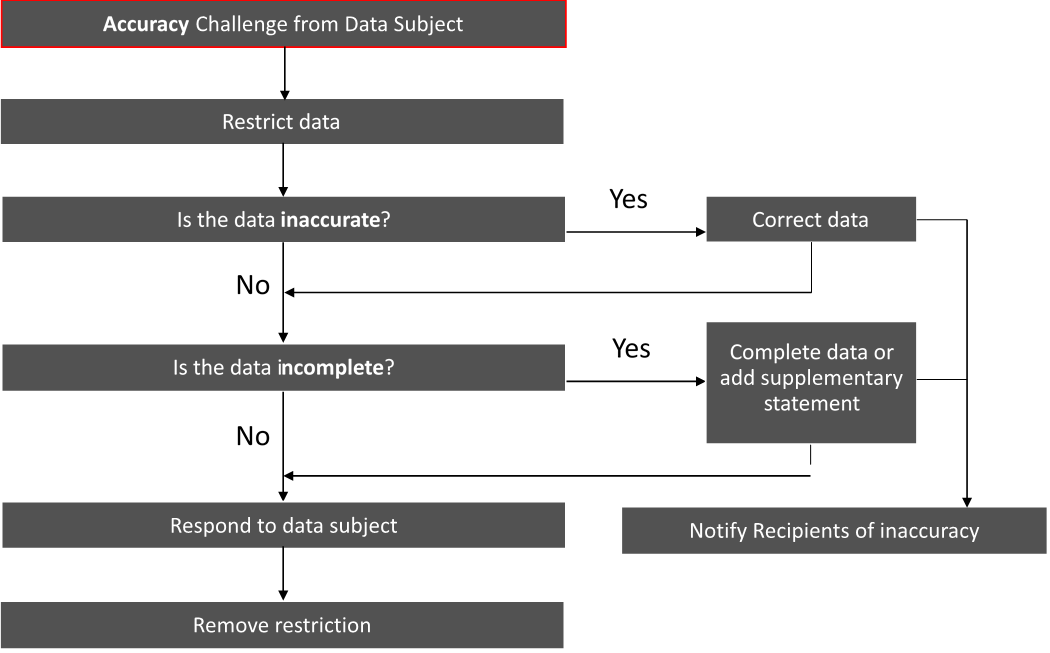 Accuracy Challenge from Data Subject
Restrict data
Is the data inaccurate?
Yes
Correct data
No
Is the data incomplete?
Yes
Complete data or
add supplementary
statement
No
Respond to data subject
Notify Recipients of inaccuracy
Remove restriction